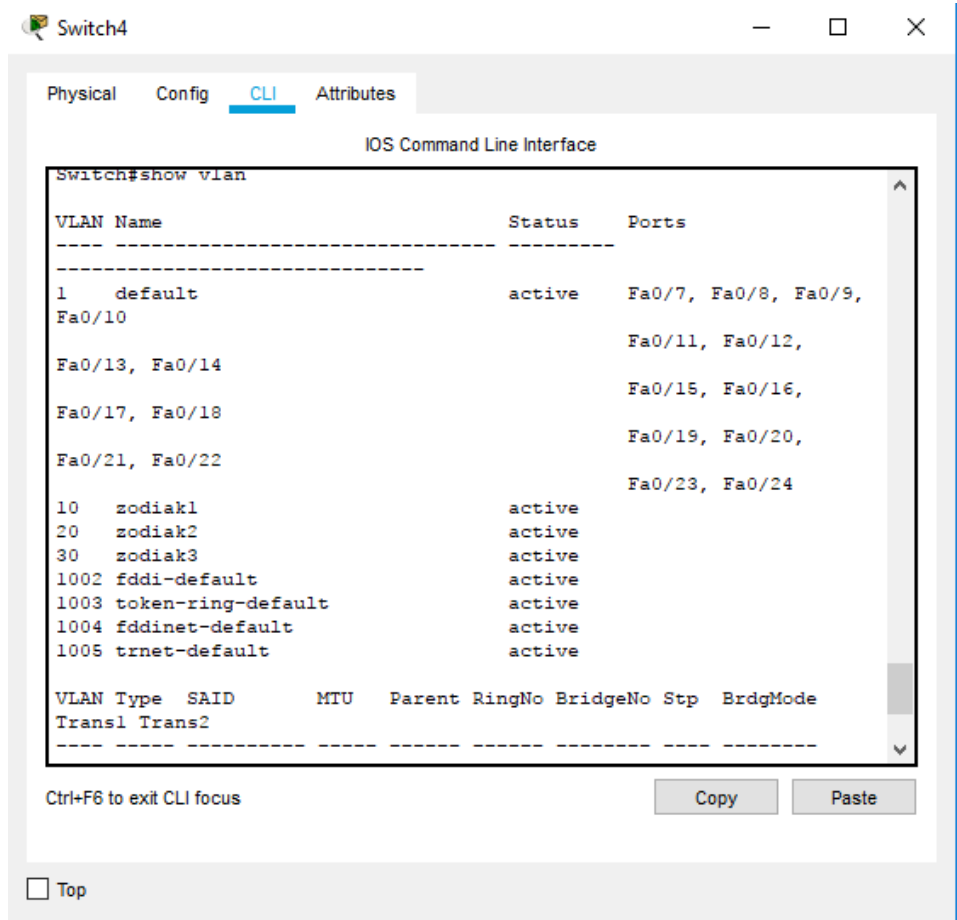 Switch4
Physical Config CLI Attributes
IOS Command Line Interface
Switch#show vlan
VLAN Name                             Status    Ports
---- -------------------------------- ---------
-------------------------------
1    default                          active    Fa0/7, Fa0/8, Fa0/9,
Fa0/10
                                                Fa0/11, Fa0/12,
Fa0/13, Fa0/14
                                                Fa0/15, Fa0/16,
Fa0/17, Fa0/18
                                                Fa0/19, Fa0/20,
Fa0/21, Fa0/22
                                                Fa0/23, Fa0/24
10   zodiak1                          active
20   zodiak2                          active
30   zodiak3                          active
1002 fddi-default                     active
1003 token-ring-default               active
1004 fddinet-default                  active
1005 trnet-default                    active
VLAN Type  SAID       MTU   Parent RingNo BridgeNo Stp  BrdgMode
Trans1 Trans2
---- ----- ---------- ----- ------ ------ -------- ---- --------
Ctrl+F6 to exit CLI focus
Copy Paste
Top